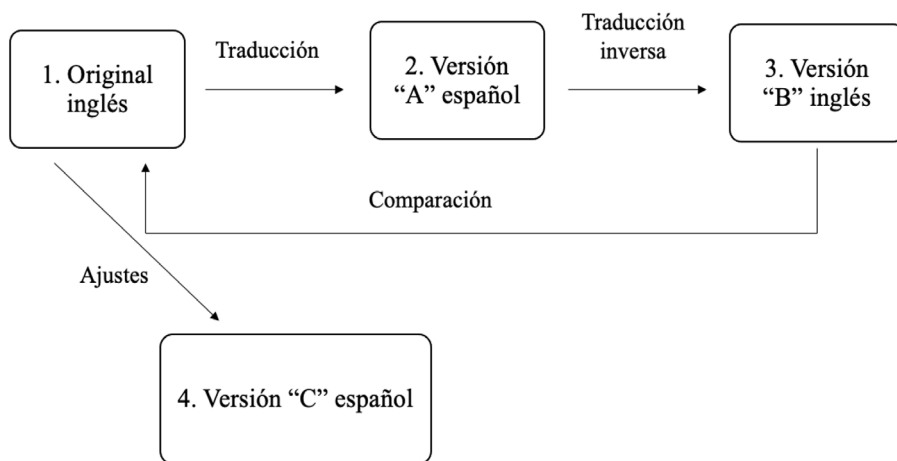 1. Original
inglés
Traducción
2. Versión
“A” español
Traducción
inversa
3. Versión
“B” inglés
Comparación
Ajustes
4. Versión “C” español